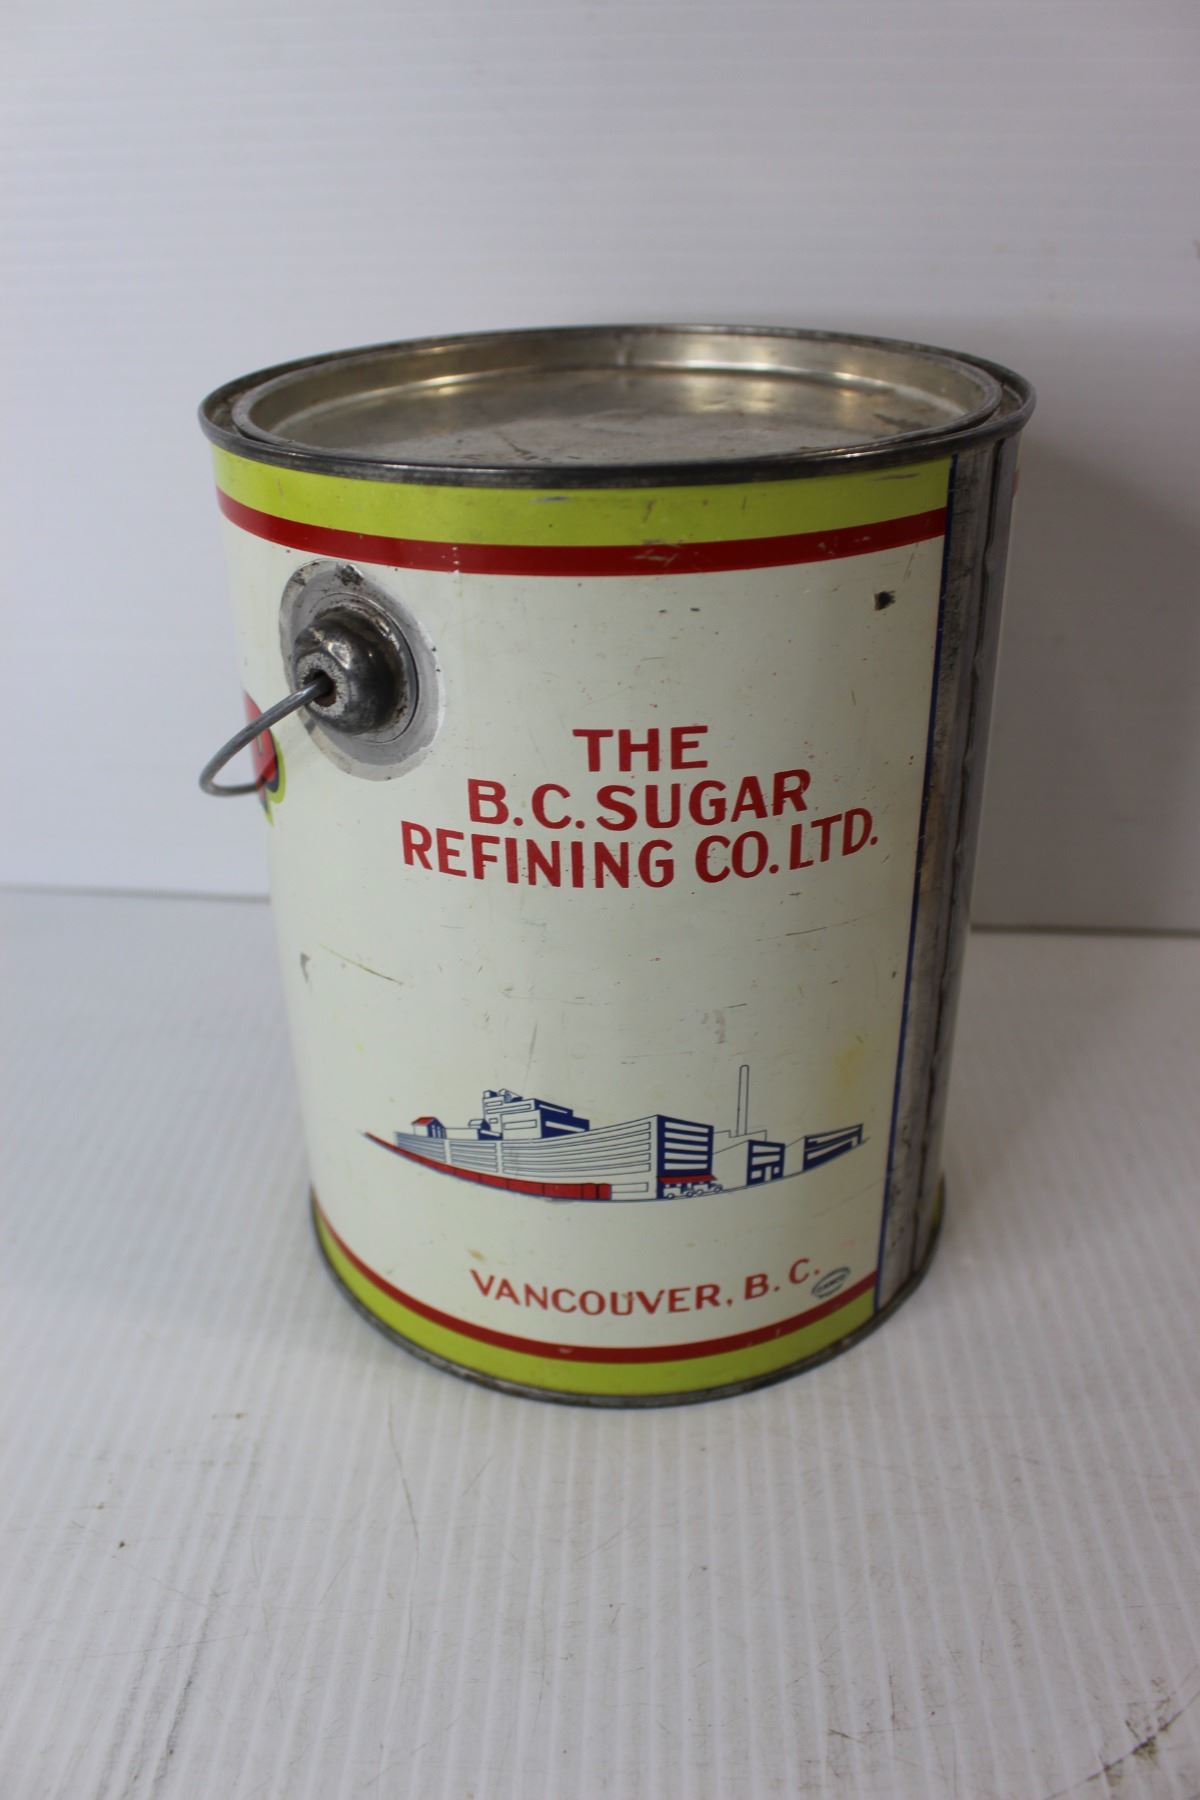 THE
B.C. SUGAR
REFINING CO. LTD.
VANCOUVER, B. C.